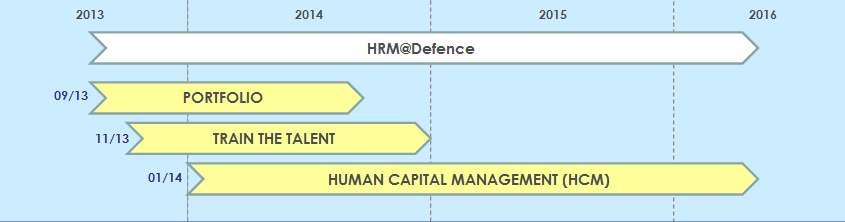 2013 2014 2015 2016
HRM@Defence
09/13 PORTFOLIO
11/13 TRAIN THE TALENT
01/14 HUMAN CAPITAL MANAGEMENT (HCM)